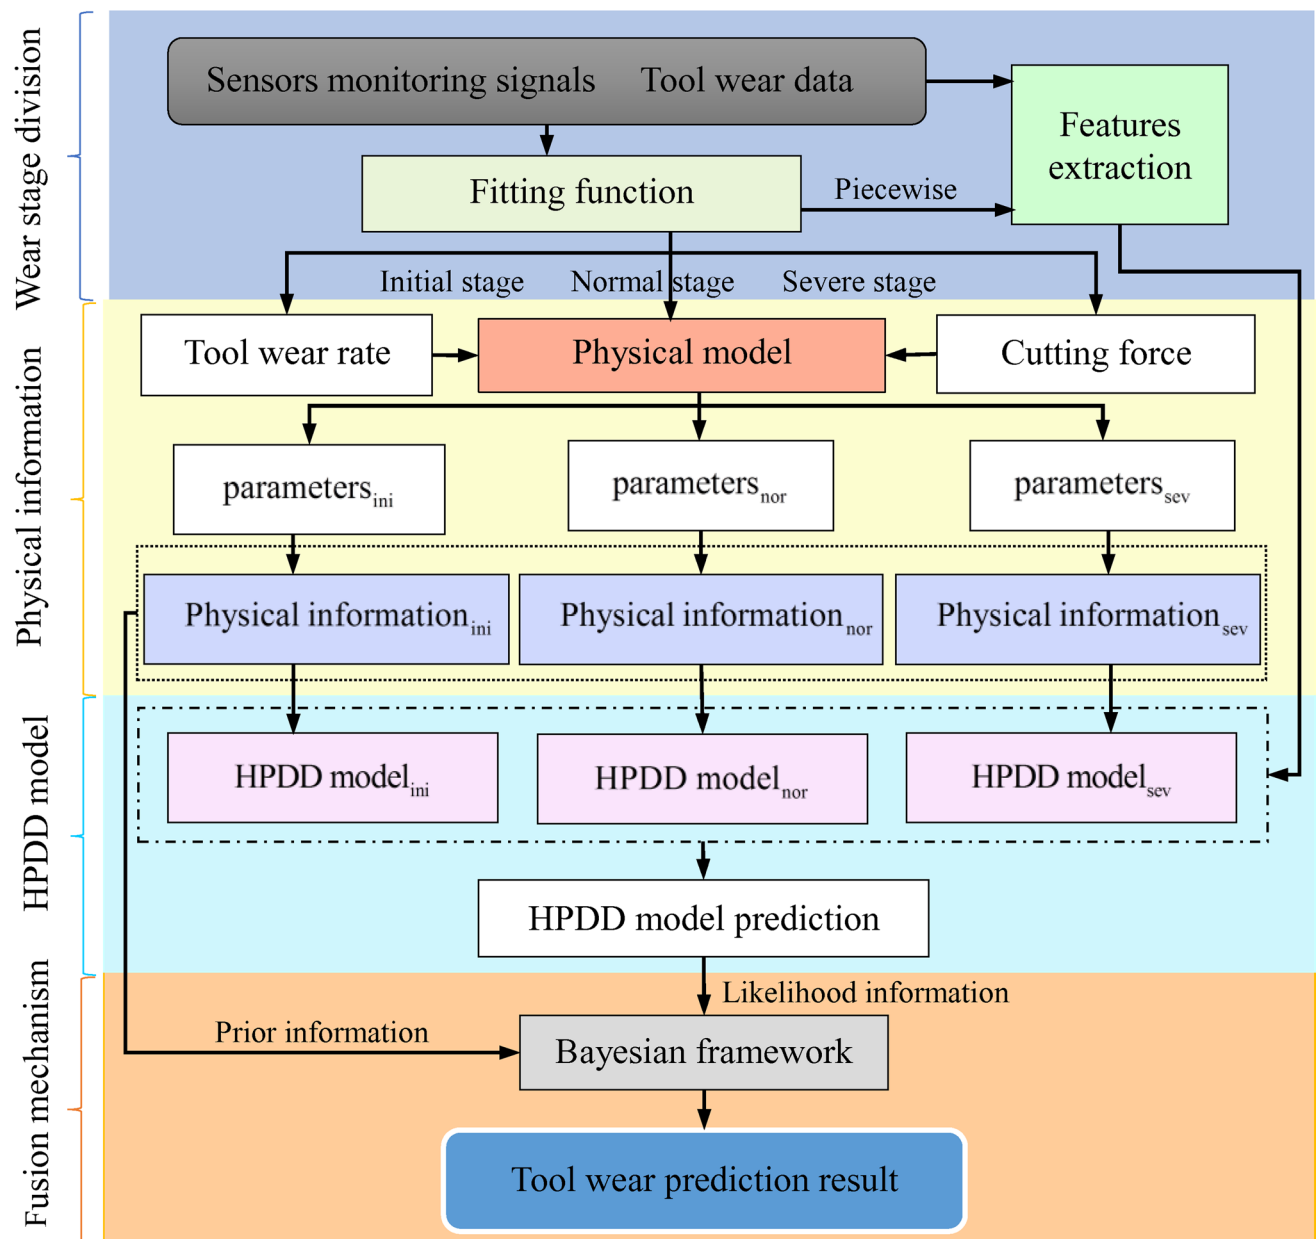 Wear stage division
Sensors monitoring signals Tool wear data
Features
extraction
Fitting function
Piecewise
Initial stage Normal stage Severe stage
Physical information
Tool wear rate
Physical model
Cutting force
parametersini
parametersnor
parameterssev
Physical informationini
Physical informationnor
Physical informationsev
HPDD model
HPDD modelini
HPDD modelnor
HPDD modelsev
HPDD model prediction
Fusion mechanism
Likelihood information
Prior information
Bayesian framework
Tool wear prediction result